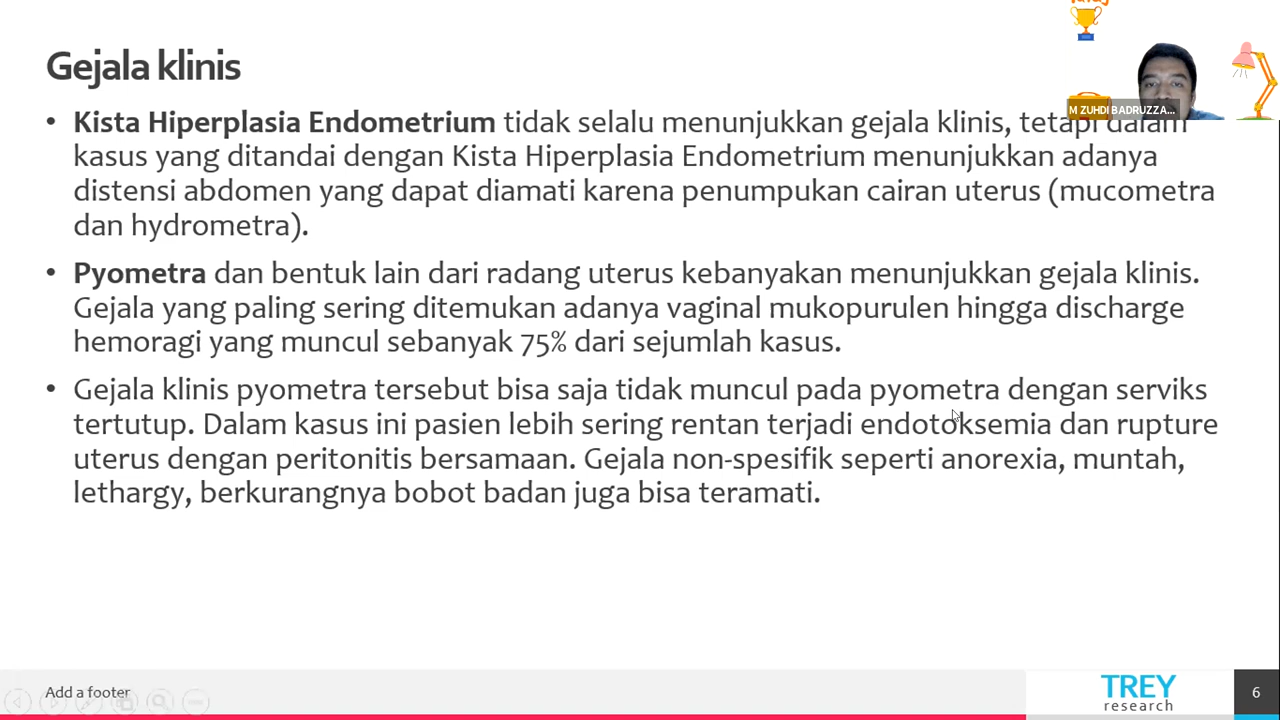 Gejala klinis
M ZUHDI BADRUZZA...
• Kista Hiperplasia Endometrium tidak selalu menunjukkan gejala klinis, tetapi dalam
kasus yang ditandai dengan Kista Hiperplasia Endometrium menunjukkan adanya
distensi abdomen yang dapat diamati karena penumpukan cairan uterus (mucometra
dan hydrometra).
• Pyometra dan bentuk lain dari radang uterus kebanyakan menunjukkan gejala klinis.
Gejala yang paling sering ditemukan adanya vaginal mukopurulen hingga discharge
hemoragi yang muncul sebanyak 75% dari sejumlah kasus.
• Gejala klinis pyometra tersebut bisa saja tidak muncul pada pyometra dengan serviks
tertutup. Dalam kasus ini pasien lebih sering rentan terjadi endotoksemia dan rupture
uterus dengan peritonitis bersamaan. Gejala non-spesifik seperti anorexia, muntah,
lethargy, berkurangnya bobot badan juga bisa teramati.
Add a footer
TREY
research
6